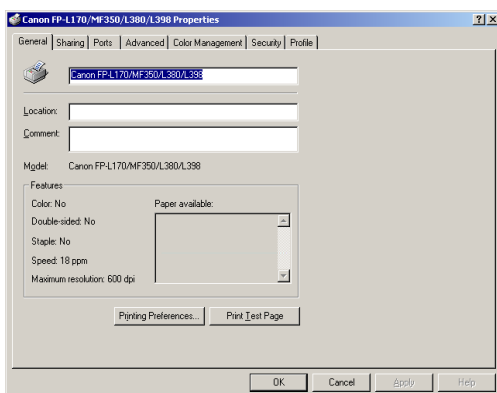 Canon FP-L170/MF350/L380/L398 Properties
? x
General Sharing Ports Advanced Color Management Security Profile
Canon FP-L170/MF350/L380/L398
Location:
Comment:
Model: Canon FP-L170/MF350/L380/L398
Features
Color: No Paper available:
Double-sided: No
Staple: No
Speed: 18 ppm
Maximum resolution: 600 dpi
Printing Preferences... Print Test Page
OK Cancel Apply Help